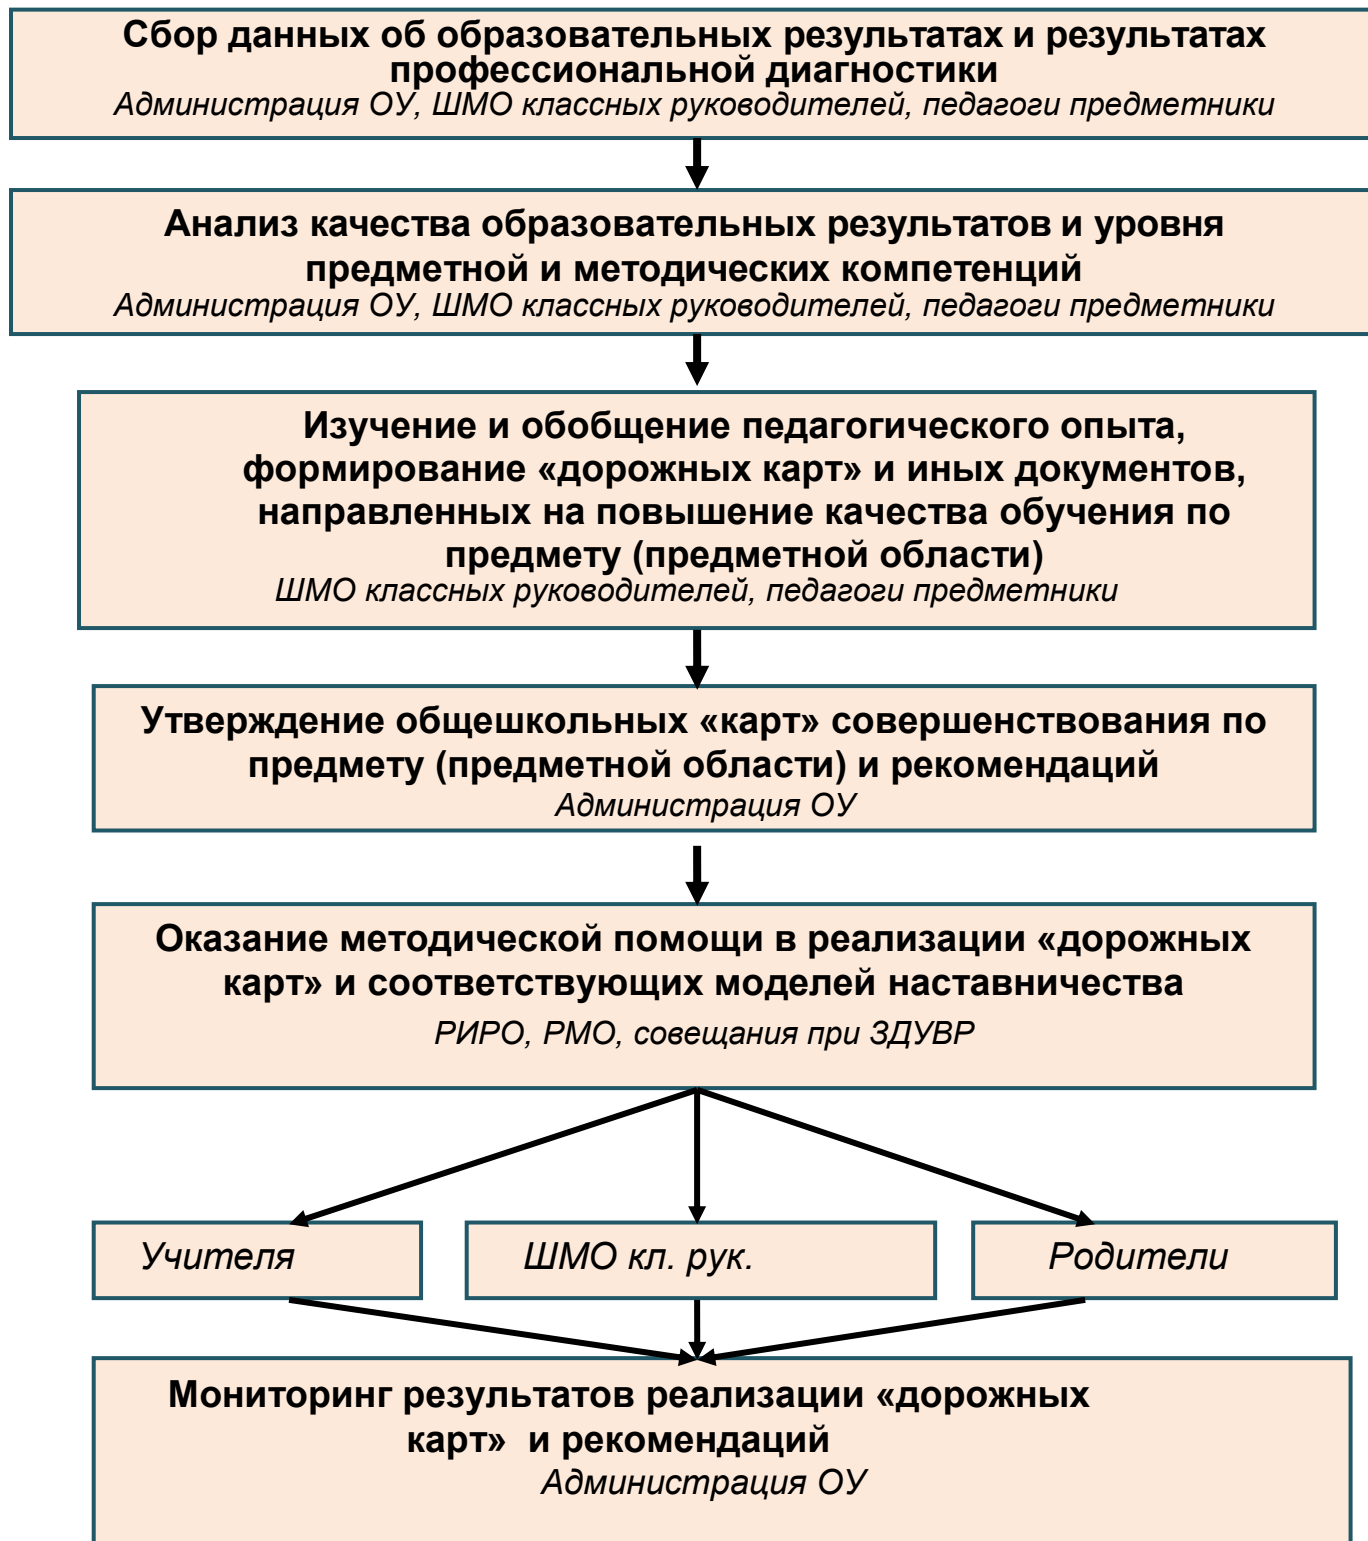 Сбор данных об образовательных результатах и результатах
профессиональной диагностики
Администрация ОУ, ШМО классных руководителей, педагоги предметники
Анализ качества образовательных результатов и уровня
предметной и методических компетенций
Администрация ОУ, ШМО классных руководителей, педагоги предметники
Изучение и обобщение педагогического опыта,
формирование «дорожных карт» и иных документов,
направленных на повышение качества обучения по
предмету (предметной области)
ШМО классных руководителей, педагоги предметники
Утверждение общешкольных «карт» совершенствования по
предмету (предметной области) и рекомендаций
Администрация ОУ
Оказание методической помощи в реализации «дорожных
карт» и соответствующих моделей наставничества
РИРО, РМО, совещания при ЗДУВР
Учителя
ШМО кл. рук.
Родители
Мониторинг результатов реализации «дорожных
карт» и рекомендаций
Администрация ОУ